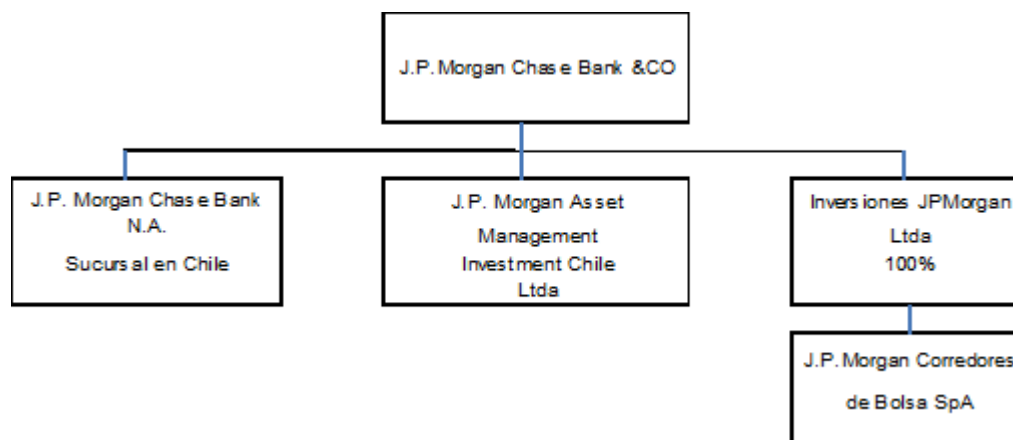 J.P. Morgan Chase Bank &CO
J.P. Morgan Chase Bank
N.A.
Sucursal en Chile
J.P. Morgan Asset
Management
Investment Chile
Ltda
Inversiones JPMorgan
Ltda
100%
J.P. Morgan Corredores
de Bolsa SpA